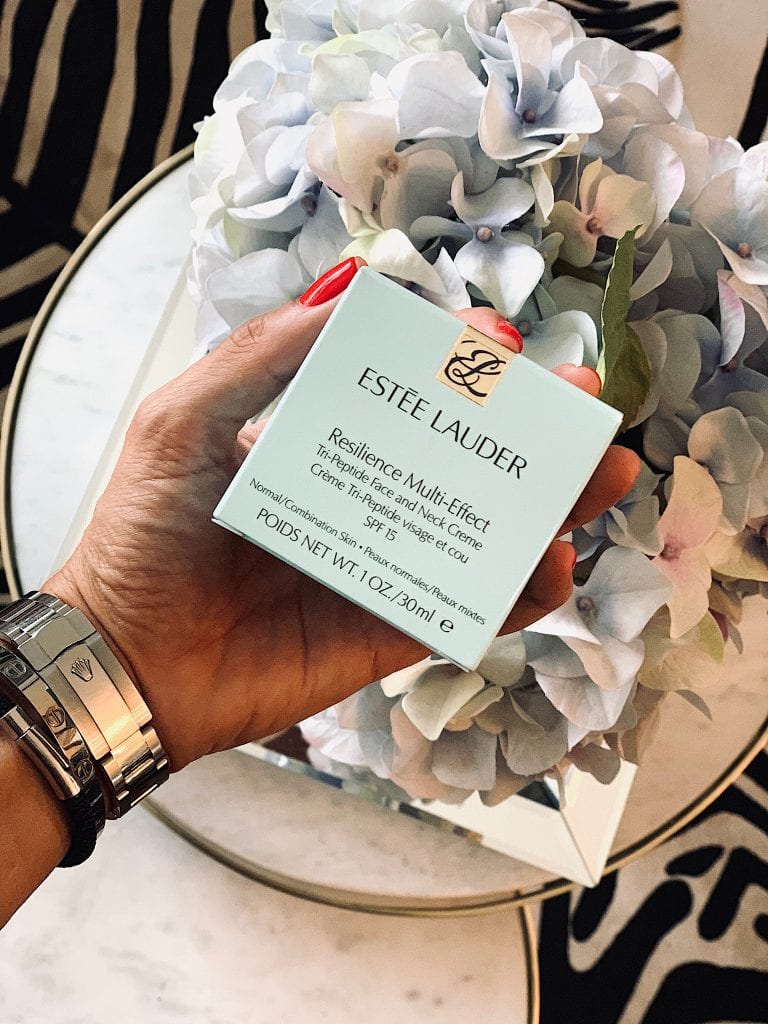 EL
ESTĒE LAUDER
Resilience Multi-Effect
Tri-Peptide Face and Neck Creme
Crème Tri-Peptide visage et cou
SPF 15
Normal/Combination Skin • Peaux normales/Peaux mixtes
POIDS NET WT. 1 OZ./30ml e